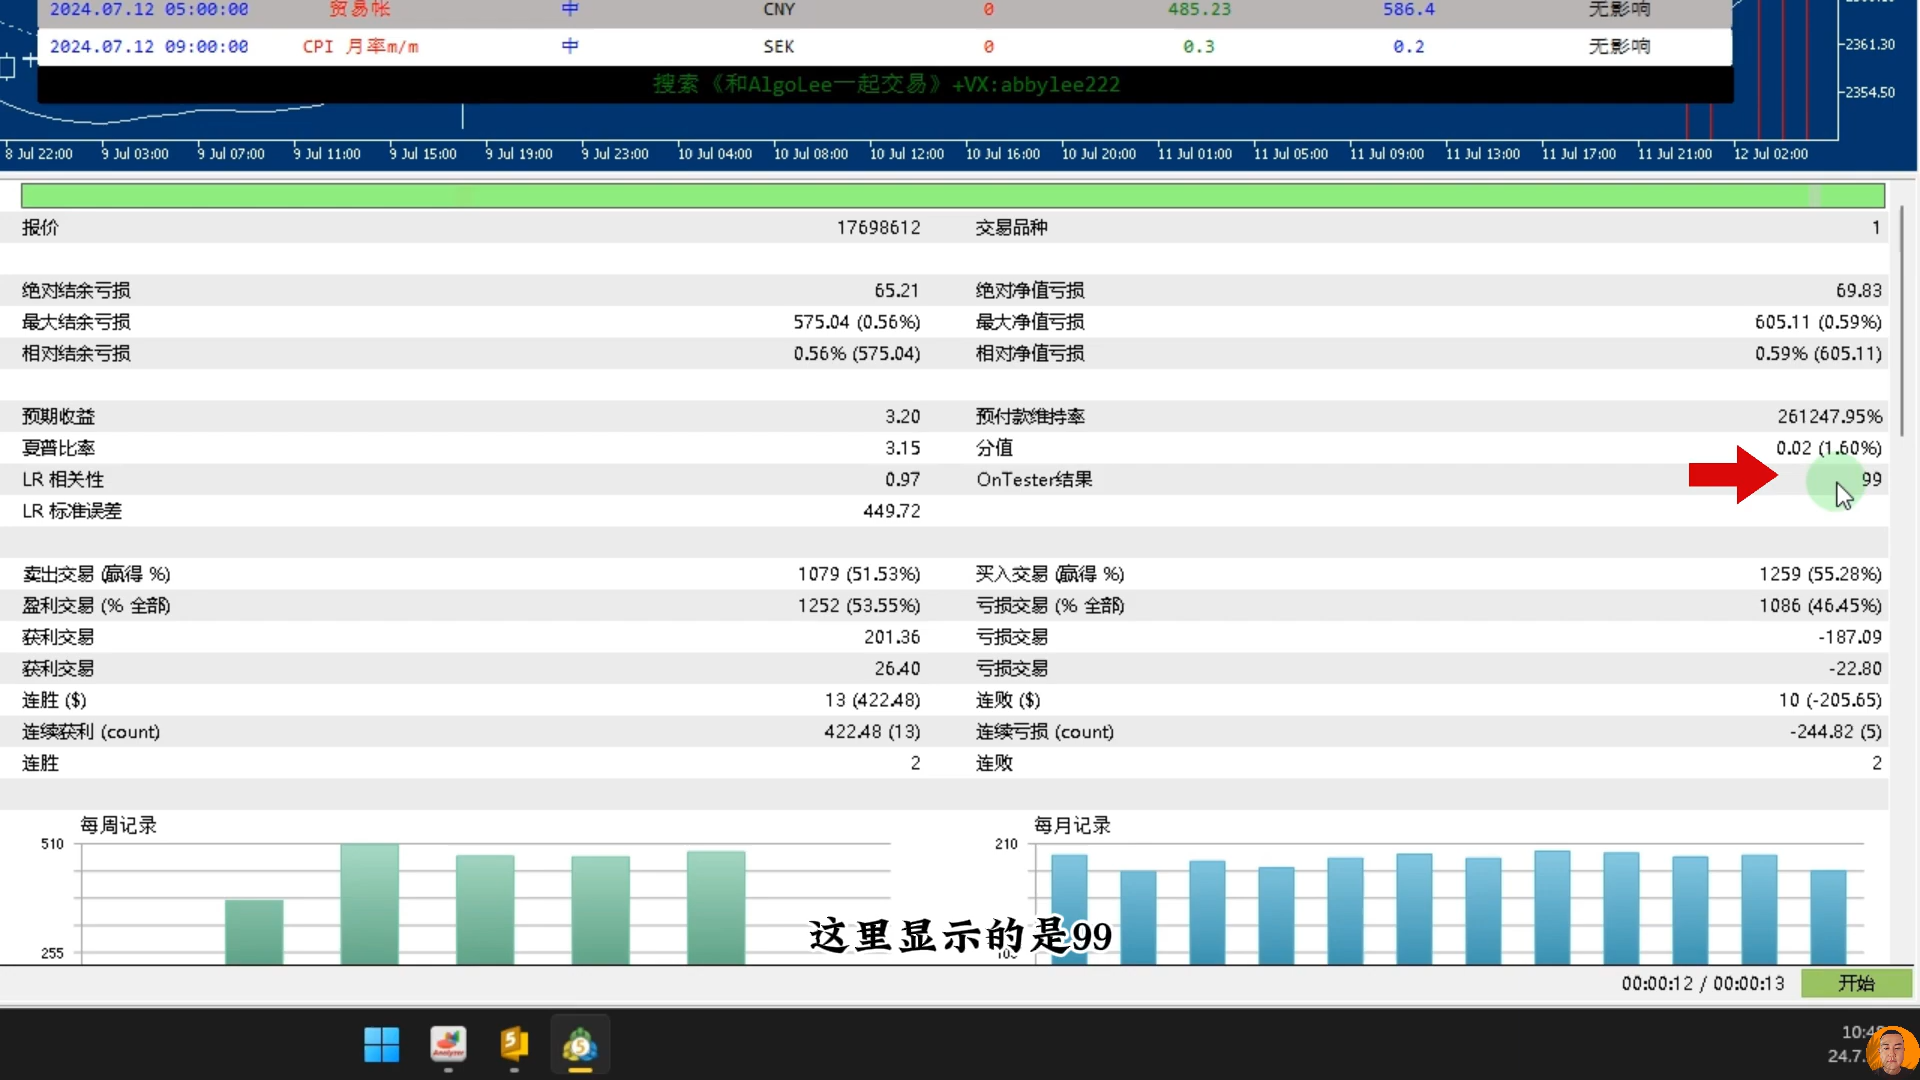 2024.07.12 05:00:00 贸易帐 中 CNY 0 485.23 586.4 无影响
2024.07.12 09:00:00 CPI 月率m/m 中 SEK 0 0.3 0.2 无影响
搜索《和AlgoLee一起交易》+VX:abbylee222
2361.30
2354.50
8 Jul 22:00 9 Jul 03:00 9 Jul 07:00 9 Jul 11:00 9 Jul 15:00 9 Jul 19:00 9 Jul 23:00 10 Jul 04:00 10 Jul 08:00 10 Jul 12:00 10 Jul 16:00 10 Jul 20:00 11 Jul 01:00 11 Jul 05:00 11 Jul 09:00 11 Jul 13:00 11 Jul 17:00 11 Jul 21:00 12 Jul 02:00
报价 17698612 交易品种 1
绝对结余亏损 65.21 绝对净值亏损 69.83
最大结余亏损 575.04 (0.56%) 最大净值亏损 605.11 (0.59%)
相对结余亏损 0.56% (575.04) 相对净值亏损 0.59% (605.11)
预期收益 3.20 预付款维持率 261247.95%
夏普比率 3.15 分值 0.02 (1.60%)
LR 相关性 0.97 OnTester结果 99
LR 标准误差 449.72
卖出交易 (赢得 %) 1079 (51.53%) 买入交易 (赢得 %) 1259 (55.28%)
盈利交易 (% 全部) 1252 (53.55%) 亏损交易 (% 全部) 1086 (46.45%)
获利交易 201.36 亏损交易 -187.09
获利交易 26.40 亏损交易 -22.80
连胜 ($) 13 (422.48) 连败 ($) 10 (-205.65)
连续获利 (count) 422.48 (13) 连续亏损 (count) -244.82 (5)
连胜 2 连败 2
每周记录 每月记录
510 210
255
这里显示的是99
00:00:12 / 00:00:13 开始
Analyzer
5
5